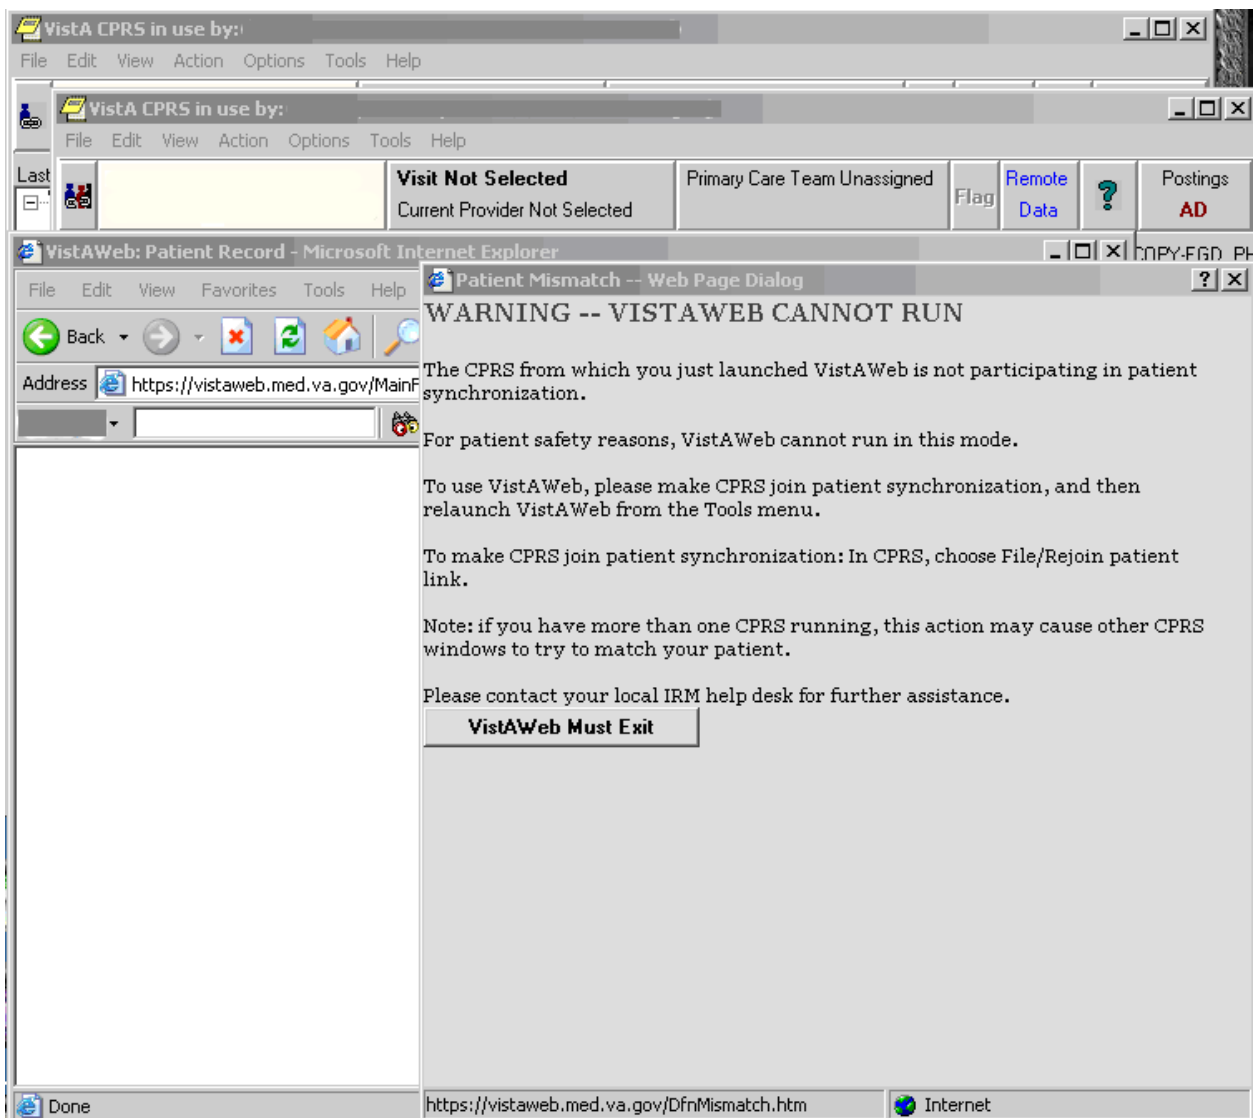 VistA CPRS in use by:
File Edit View Action Options Tools Help
VistA CPRS in use by:
File Edit View Action Options Tools Help
Last
Visit Not Selected
Current Provider Not Selected
Primary Care Team Unassigned
Flag
Remote
Data
?
Postings
AD
VistAWeb: Patient Record - Microsoft Internet Explorer
File Edit View Favorites Tools Help
Back
Address https://vistaweb.med.va.gov/MainF
Patient Mismatch -- Web Page Dialog
WARNING -- VISTAWEB CANNOT RUN
The CPRS from which you just launched VistAWeb is not participating in patient
synchronization.
For patient safety reasons, VistAWeb cannot run in this mode.
To use VistAWeb, please make CPRS join patient synchronization, and then
relaunch VistAWeb from the Tools menu.
To make CPRS join patient synchronization: In CPRS, choose File/Rejoin patient
link.
Note: if you have more than one CPRS running, this action may cause other CPRS
windows to try to match your patient.
Please contact your local IRM help desk for further assistance.
VistAWeb Must Exit
Done
https://vistaweb.med.va.gov/DfnMismatch.htm
Internet